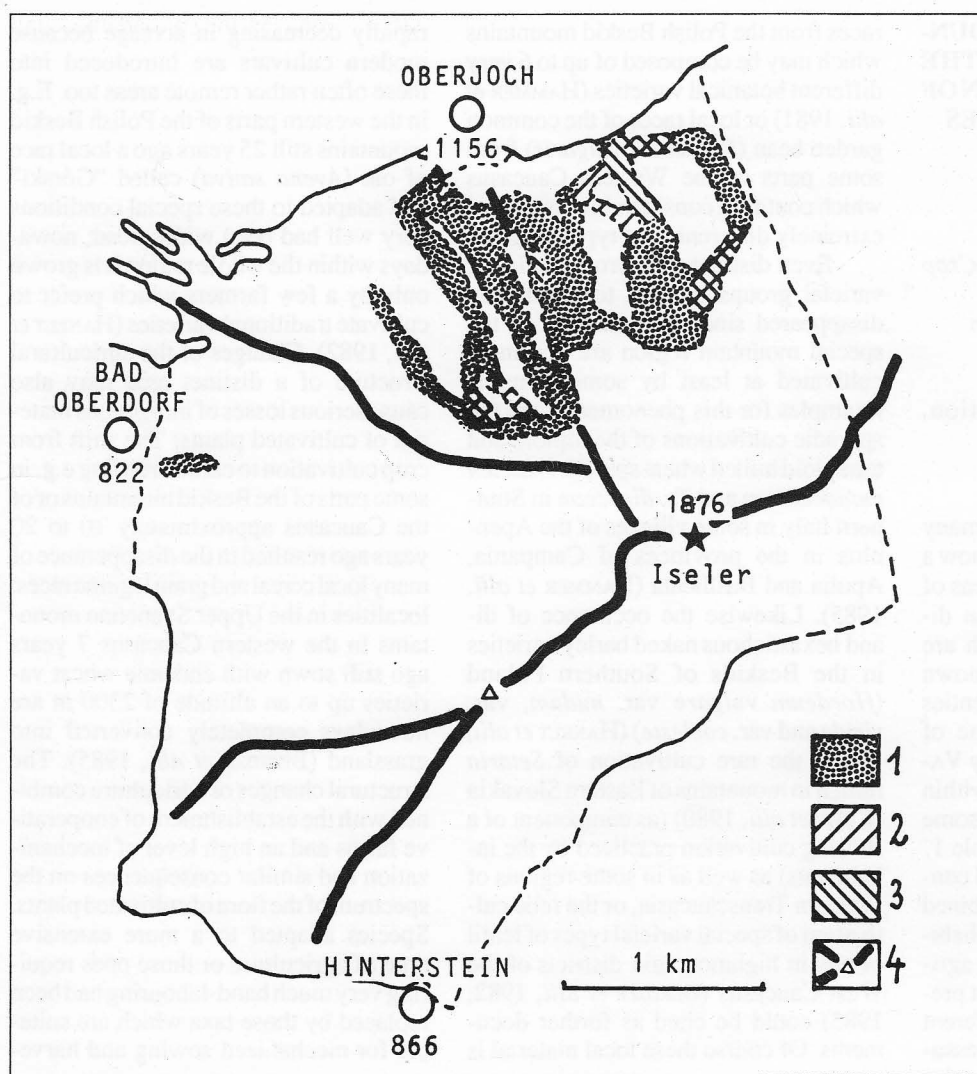 OBERJOCH
1156
BAD
OBERDORF
822
1876
Iseler
1
2
3
4
1 km
HINTERSTEIN
866